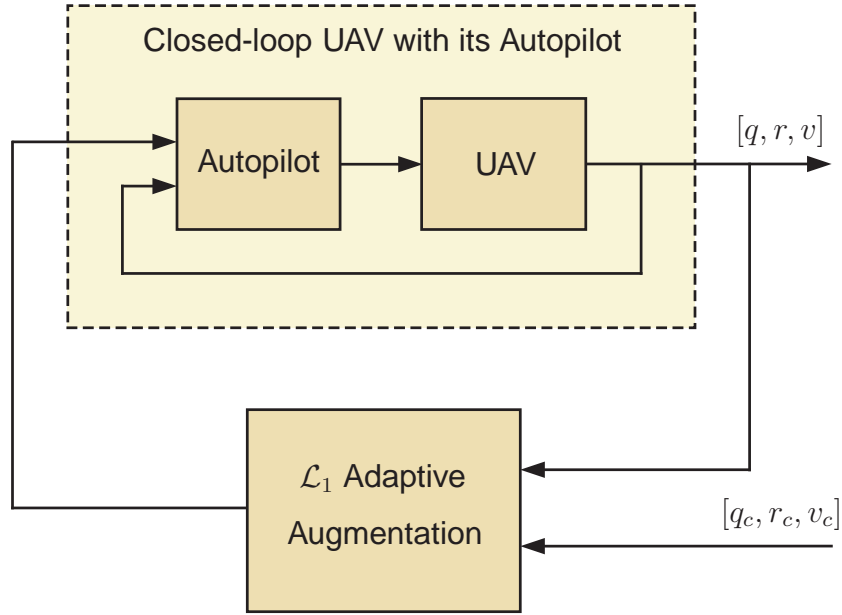 Closed-loop UAV with its Autopilot
Autopilot
UAV
[q, r, v]
ℒ₁ Adaptive
Augmentation
[q_c, r_c, v_c]